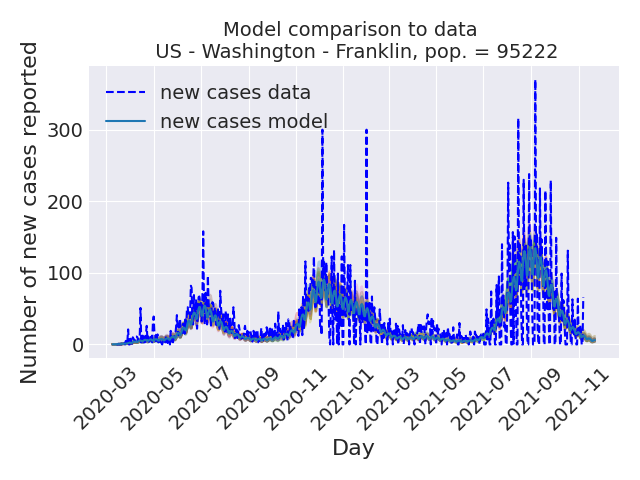 Model comparison to data
US - Washington - Franklin, pop. = 95222
Number of new cases reported
new cases data
new cases model
300
200
100
0
2020-03
2020-05
2020-07
2020-09
2020-11
2021-01
2021-03
2021-05
2021-07
2021-09
2021-11
Day